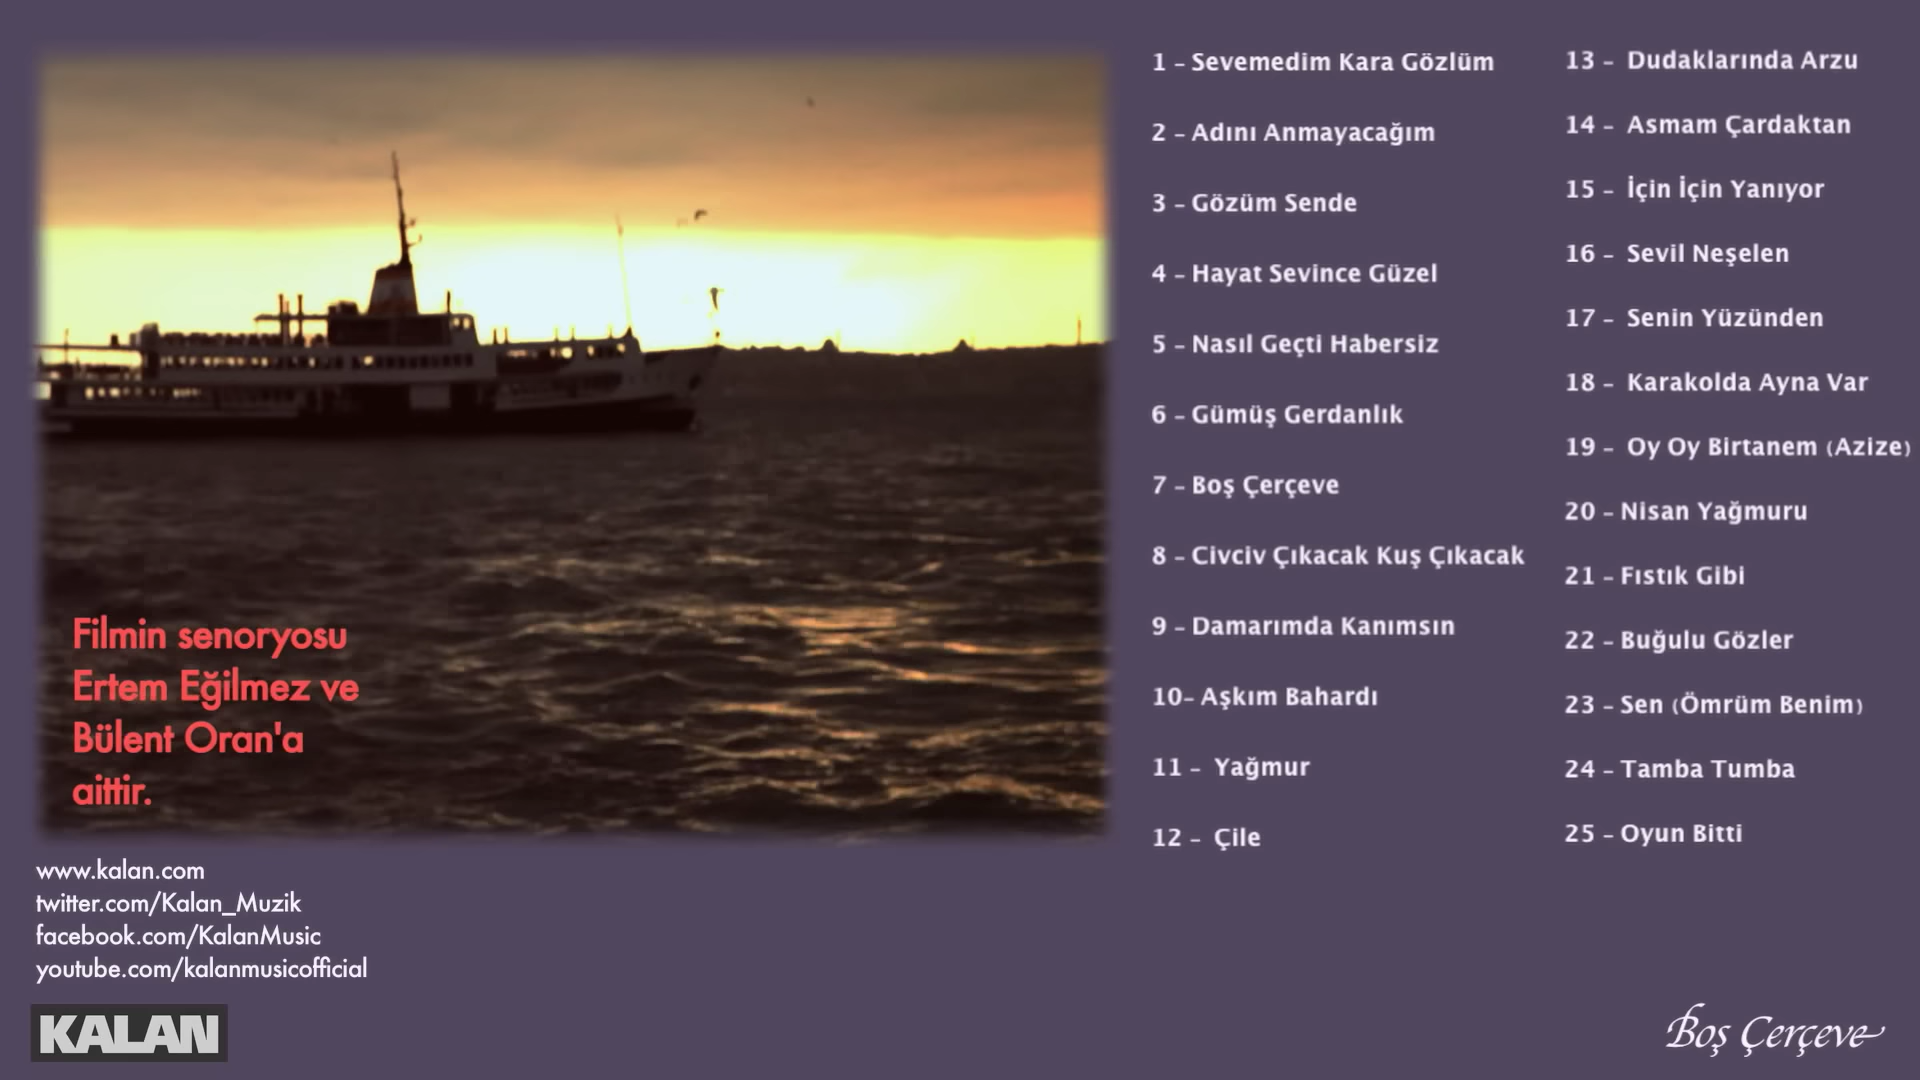 1 - Sevemedim Kara Gözlüm
2 - Adını Anmayacağım
3 - Gözüm Sende
4 - Hayat Sevince Güzel
5 - Nasıl Geçti Habersiz
6 - Gümüş Gerdanlık
7 - Boş Çerçeve
8 - Civciv Çıkacak Kuş Çıkacak
9 - Damarımda Kanımsın
10- Aşkım Bahardı
11 - Yağmur
12 - Çile
13 - Dudaklarında Arzu
14 - Asmam Çardaktan
15 - İçin İçin Yanıyor
16 - Sevil Neşelen
17 - Senin Yüzünden
18 - Karakolda Ayna Var
19 - Oy Oy Birtanem (Azize)
20 - Nisan Yağmuru
21 - Fıstık Gibi
22 - Buğulu Gözler
23 - Sen (Ömrüm Benim)
24 - Tamba Tumba
25 - Oyun Bitti
Filmin senoryosu
Ertem Eğilmez ve
Bülent Oran'a
aittir.
www.kalan.com
twitter.com/Kalan_Muzik
facebook.com/KalanMusic
youtube.com/kalanmusicofficial
KALAN
Boş Çerçeve